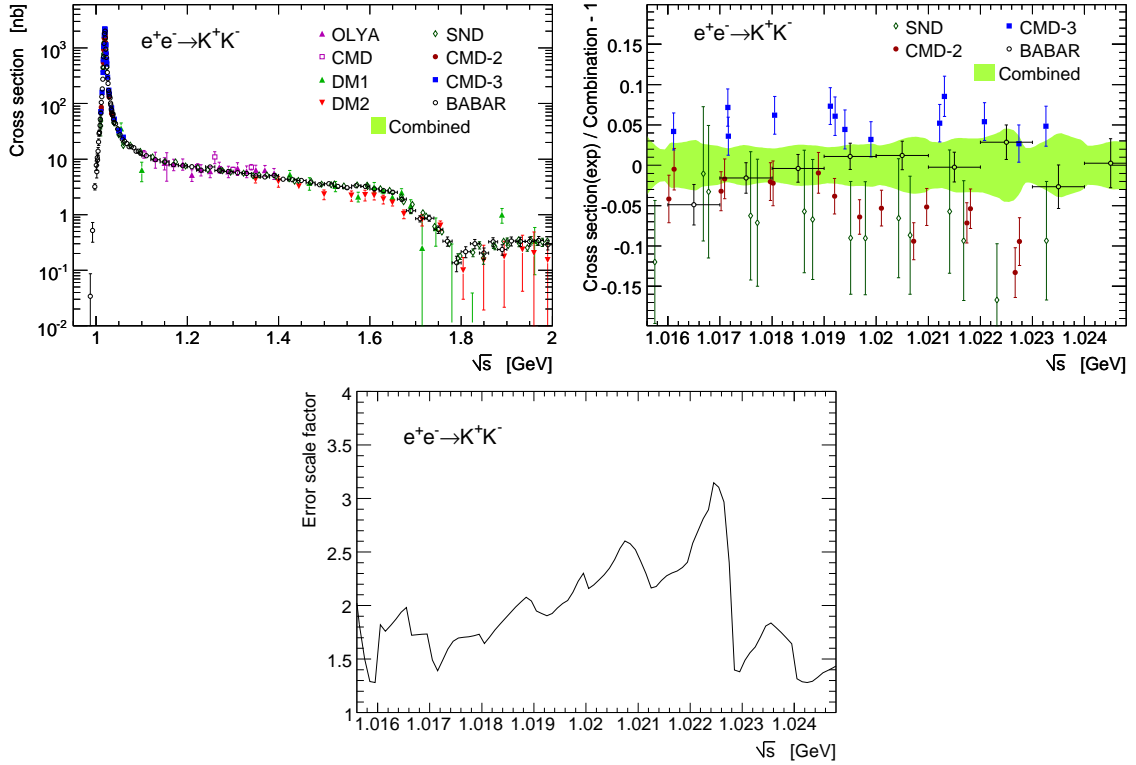 Cross section [nb]
10³
10²
10
1
10⁻¹
10⁻²
e⁺e⁻→K⁺K⁻
OLYA
CMD
DM1
DM2
SND
CMD-2
CMD-3
BABAR
Combined
1 1.2 1.4 1.6 1.8 2
√s [GeV]
Cross section(exp) / Combination - 1
0.15
0.1
0.05
0
-0.05
-0.1
-0.15
e⁺e⁻→K⁺K⁻
SND
CMD-2
CMD-3
BABAR
Combined
1.016 1.017 1.018 1.019 1.02 1.021 1.022 1.023 1.024
√s [GeV]
Error scale factor
4
3.5
3
2.5
2
1.5
1
e⁺e⁻→K⁺K⁻
1.016 1.017 1.018 1.019 1.02 1.021 1.022 1.023 1.024
√s [GeV]